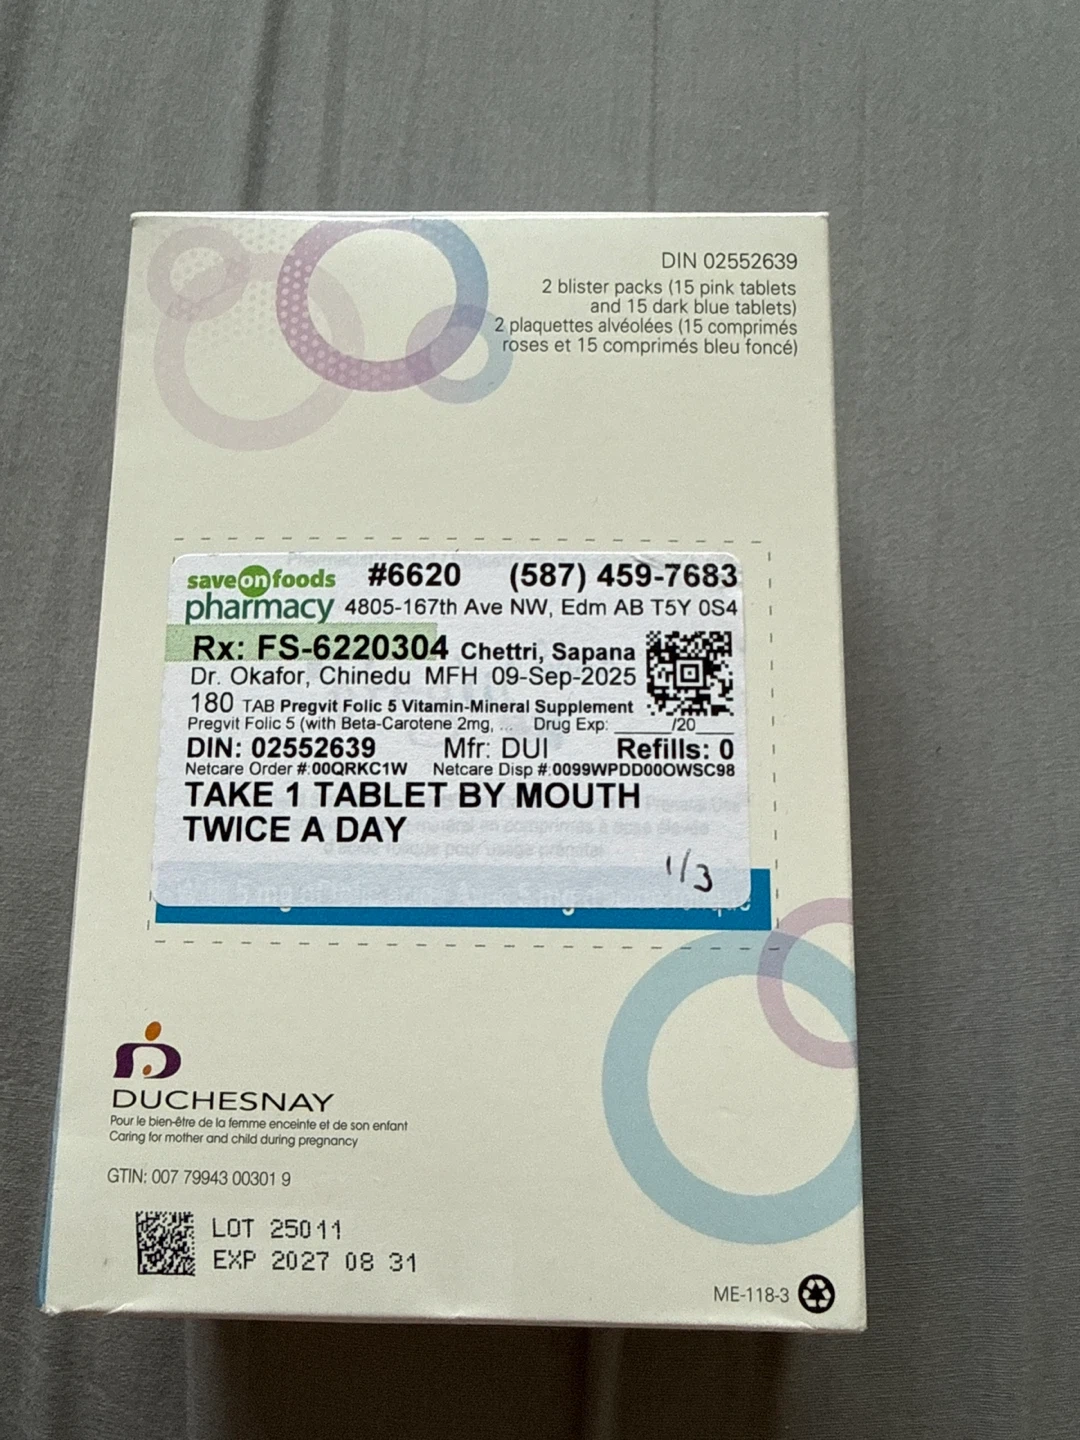 DIN 02552639
2 blister packs (15 pink tablets
and 15 dark blue tablets)
2 plaquettes alvéolées (15 comprimés
roses et 15 comprimés bleu foncé)
saveonfoods #6620 (587) 459-7683
pharmacy 4805-167th Ave NW, Edm AB T5Y 0S4
Rx: FS-6220304 Chettri, Sapana
Dr. Okafor, Chinedu MFH 09-Sep-2025
180 TAB Pregvit Folic 5 Vitamin-Mineral Supplement
Pregvit Folic 5 (with Beta-Carotene 2mg, ... Drug Exp: ______/20____
DIN: 02552639 Mfr: DUI Refills: 0
Netcare Order #:00QRKC1W Netcare Disp #:0099WPDD00OWSC98
TAKE 1 TABLET BY MOUTH
TWICE A DAY
1/3
DUCHESNAY
Pour le bien-être de la femme enceinte et de son enfant
Caring for mother and child during pregnancy
GTIN: 007 79943 00301 9
LOT 25011
EXP 2027 08 31
ME-118-3